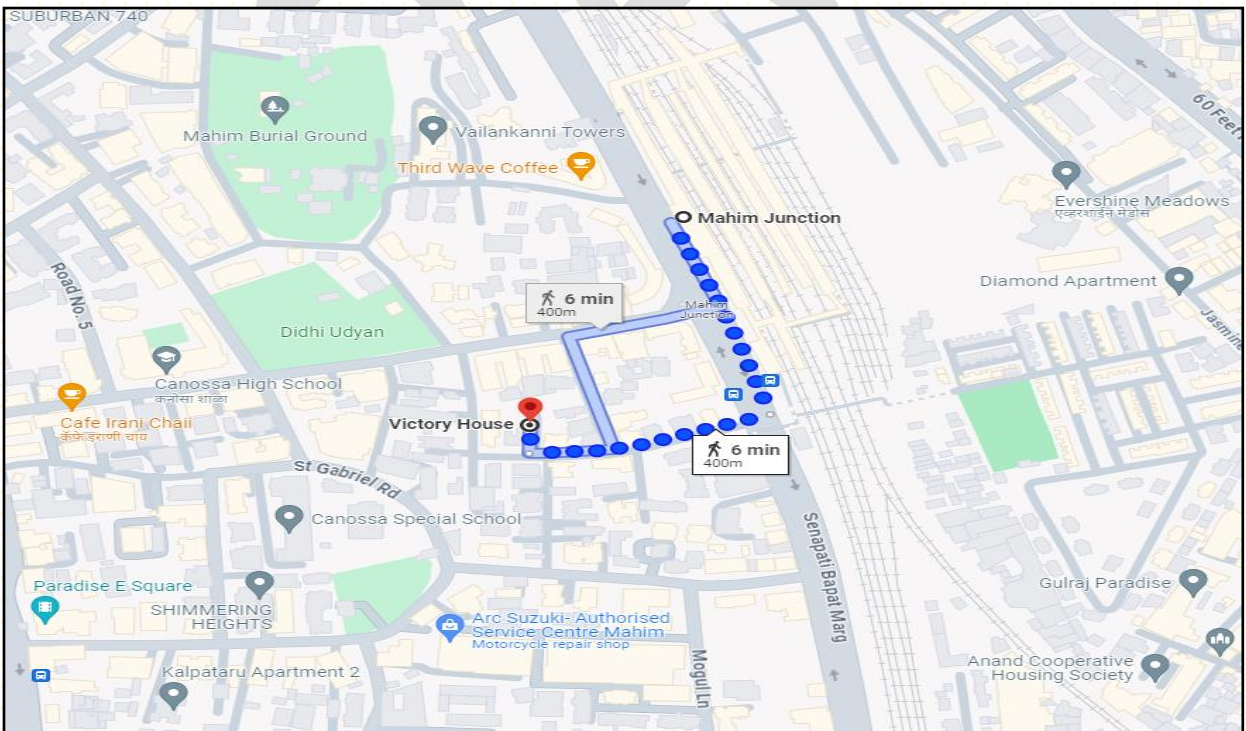 SUBURBAN 740
Mahim Burial Ground
Vailankanni Towers
Third Wave Coffee
60 Feet
Evershine Meadows
एव्हरशाईन मेडोस
Mahim Junction
Road No. 5
Diamond Apartment
6 min
400m
Mahim
Junction
Jasmine
Didhi Udyan
Canossa High School
कनोसा शाळा
Cafe Irani Chaii
कॅफे इराणी चाय
Victory House
6 min
400m
St Gabriel Rd
Canossa Special School
Senapati Bapat Marg
Paradise E Square
SHIMMERING
HEIGHTS
Gulraj Paradise
Arc Suzuki- Authorised
Service Centre Mahim
Motorcycle repair shop
Kalpataru Apartment 2
Mogul Ln
Anand Cooperative
Housing Society